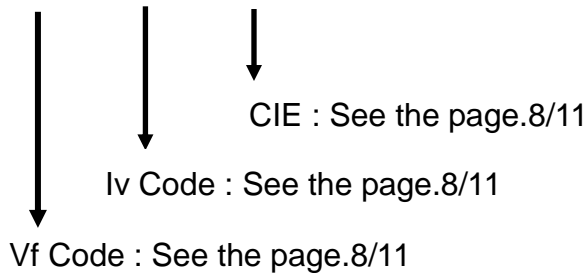 CIE : See the page.8/11
Iv Code : See the page.8/11
Vf Code : See the page.8/11